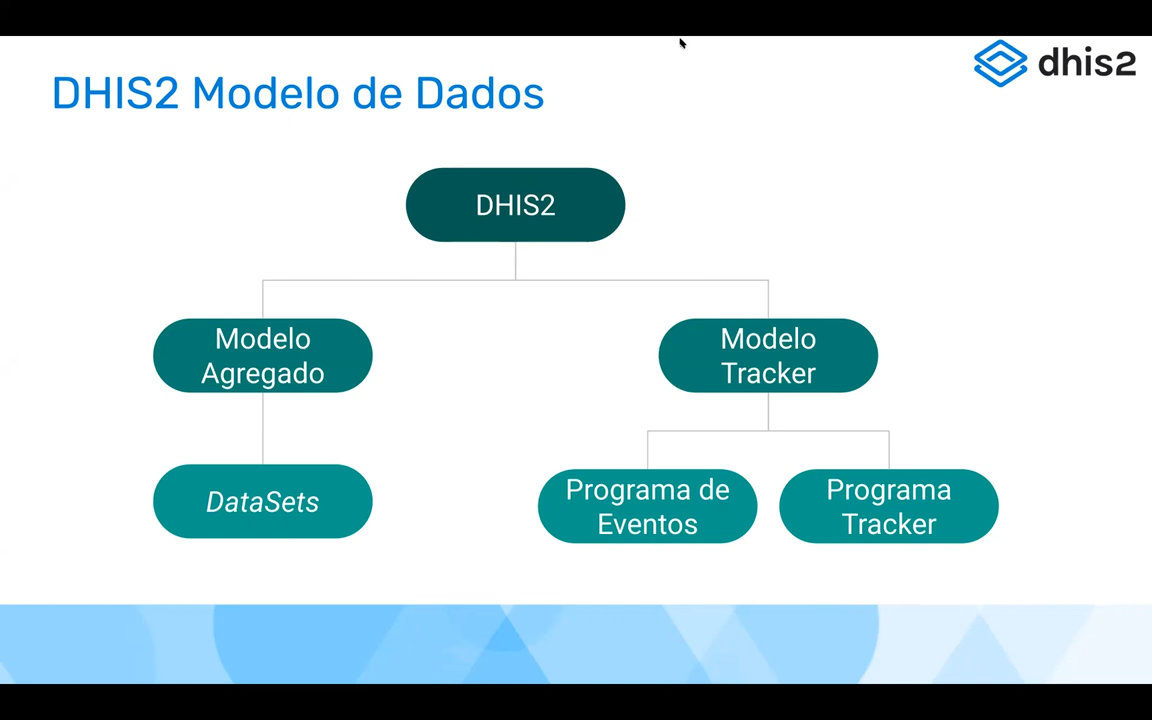 dhis2
DHIS2 Modelo de Dados
DHIS2
Modelo
Agregado
Modelo
Tracker
DataSets
Programa de
Eventos
Programa
Tracker